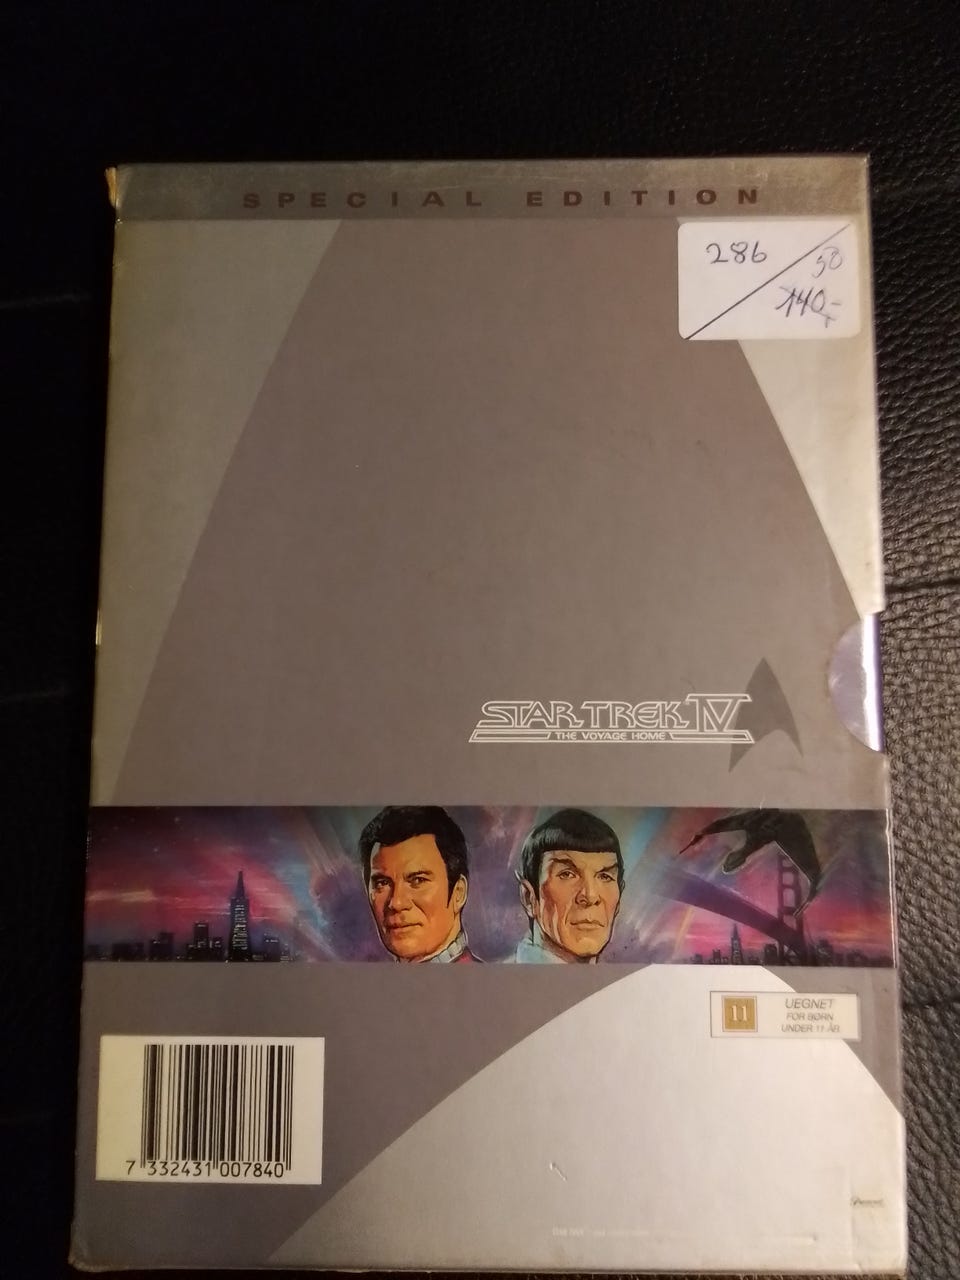 SPECIAL EDITION
286
50
140,-
STAR TREK IV
THE VOYAGE HOME
11
UEGNET
FOR BØRN
UNDER 11 ÅR
7 332431 007840